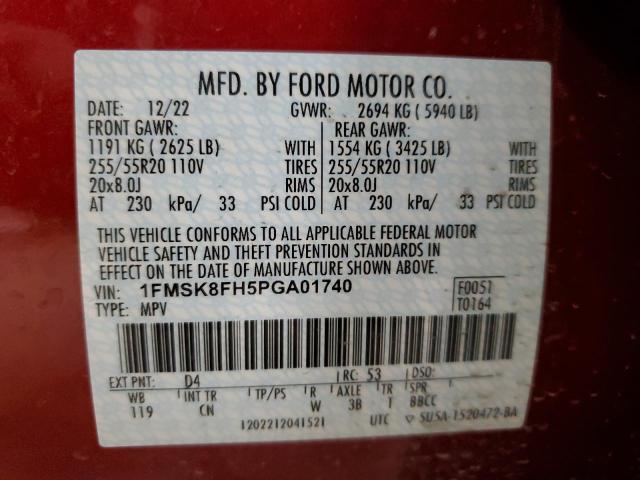 MFD. BY FORD MOTOR CO.
DATE: 12/22 GVWR: 2694 KG ( 5940 LB)
FRONT GAWR: REAR GAWR:
1191 KG ( 2625 LB) WITH 1554 KG ( 3425 LB) WITH
255/55R20 110V TIRES 255/55R20 110V TIRES
20x8.0J RIMS 20x8.0J RIMS
AT 230 kPa/ 33 PSI COLD AT 230 kPa/ 33 PSI COLD
THIS VEHICLE CONFORMS TO ALL APPLICABLE FEDERAL MOTOR
VEHICLE SAFETY AND THEFT PREVENTION STANDARDS IN
EFFECT ON THE DATE OF MANUFACTURE SHOWN ABOVE.
VIN: 1FMSK8FH5PGA01740 F0051
TYPE: MPV T0164
EXT PNT: D4 RC: 53 DSO:
WB INT TR TP/PS R AXLE TR SPR
119 CN W 3B T BBCC
1202212041521 UTC ▽ 5U5A-1520472-BA